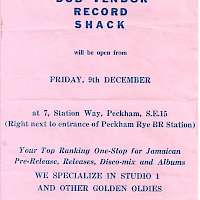 DUB VENDOR
RECORD
SHACK
will be open from
FRIDAY, 9th DECEMBER
at 7, Station Way, Peckham, S.E.15
(Right next to entrance of Peckham Rye BR Station)
Your Top Ranking One-Stop for Jamaican
Pre-Release, Releases, Disco-mix and Albums
WE SPECIALIZE IN STUDIO 1
AND OTHER GOLDEN OLDIES